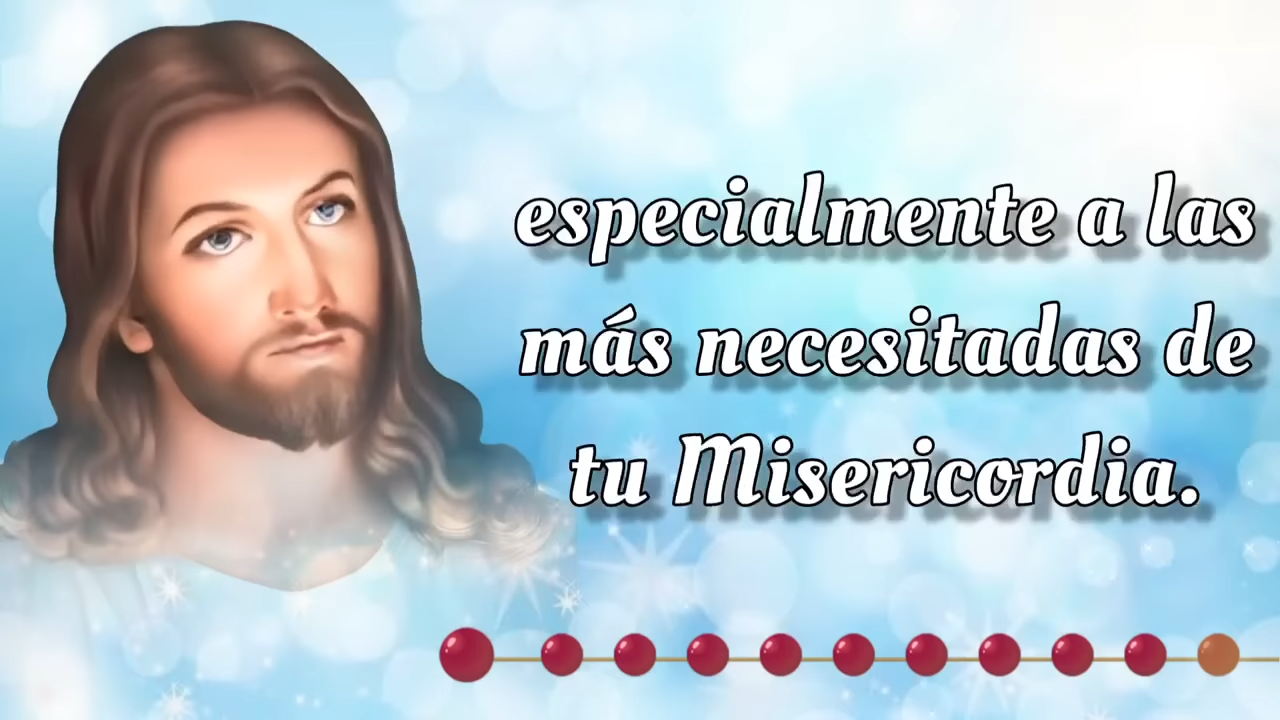 especialmente a las
más necesitadas de
tu Misericordia.